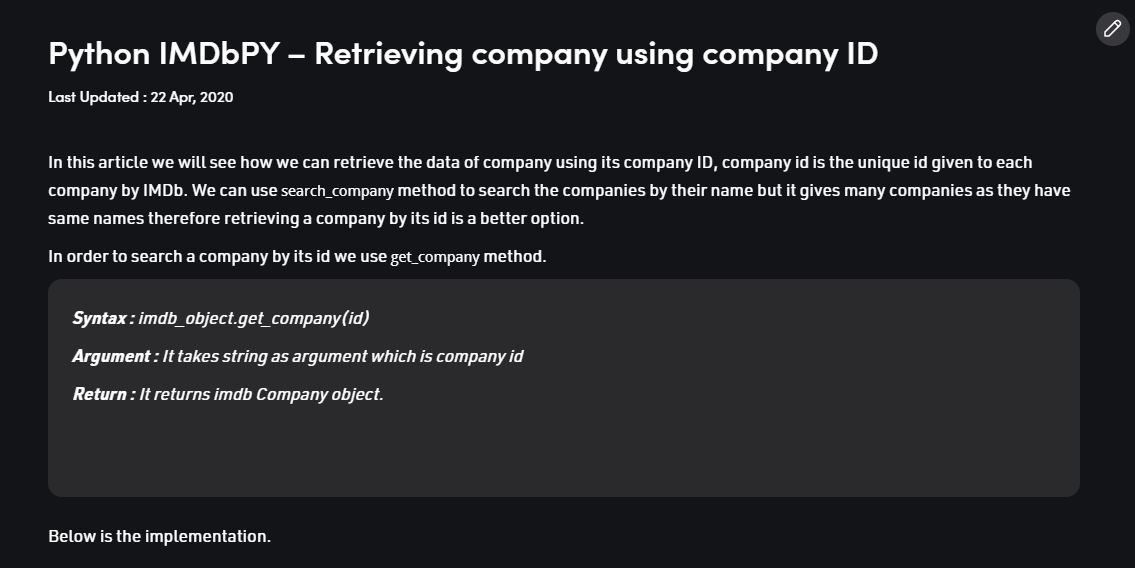 Python IMDbPY – Retrieving company using company ID
Last Updated : 22 Apr, 2020
In this article we will see how we can retrieve the data of company using its company ID, company id is the unique id given to each
company by IMDb. We can use search_company method to search the companies by their name but it gives many companies as they have
same names therefore retrieving a company by its id is a better option.
In order to search a company by its id we use get_company method.
Syntax : imdb_object.get_company(id)
Argument : It takes string as argument which is company id
Return : It returns imdb Company object.
Below is the implementation.